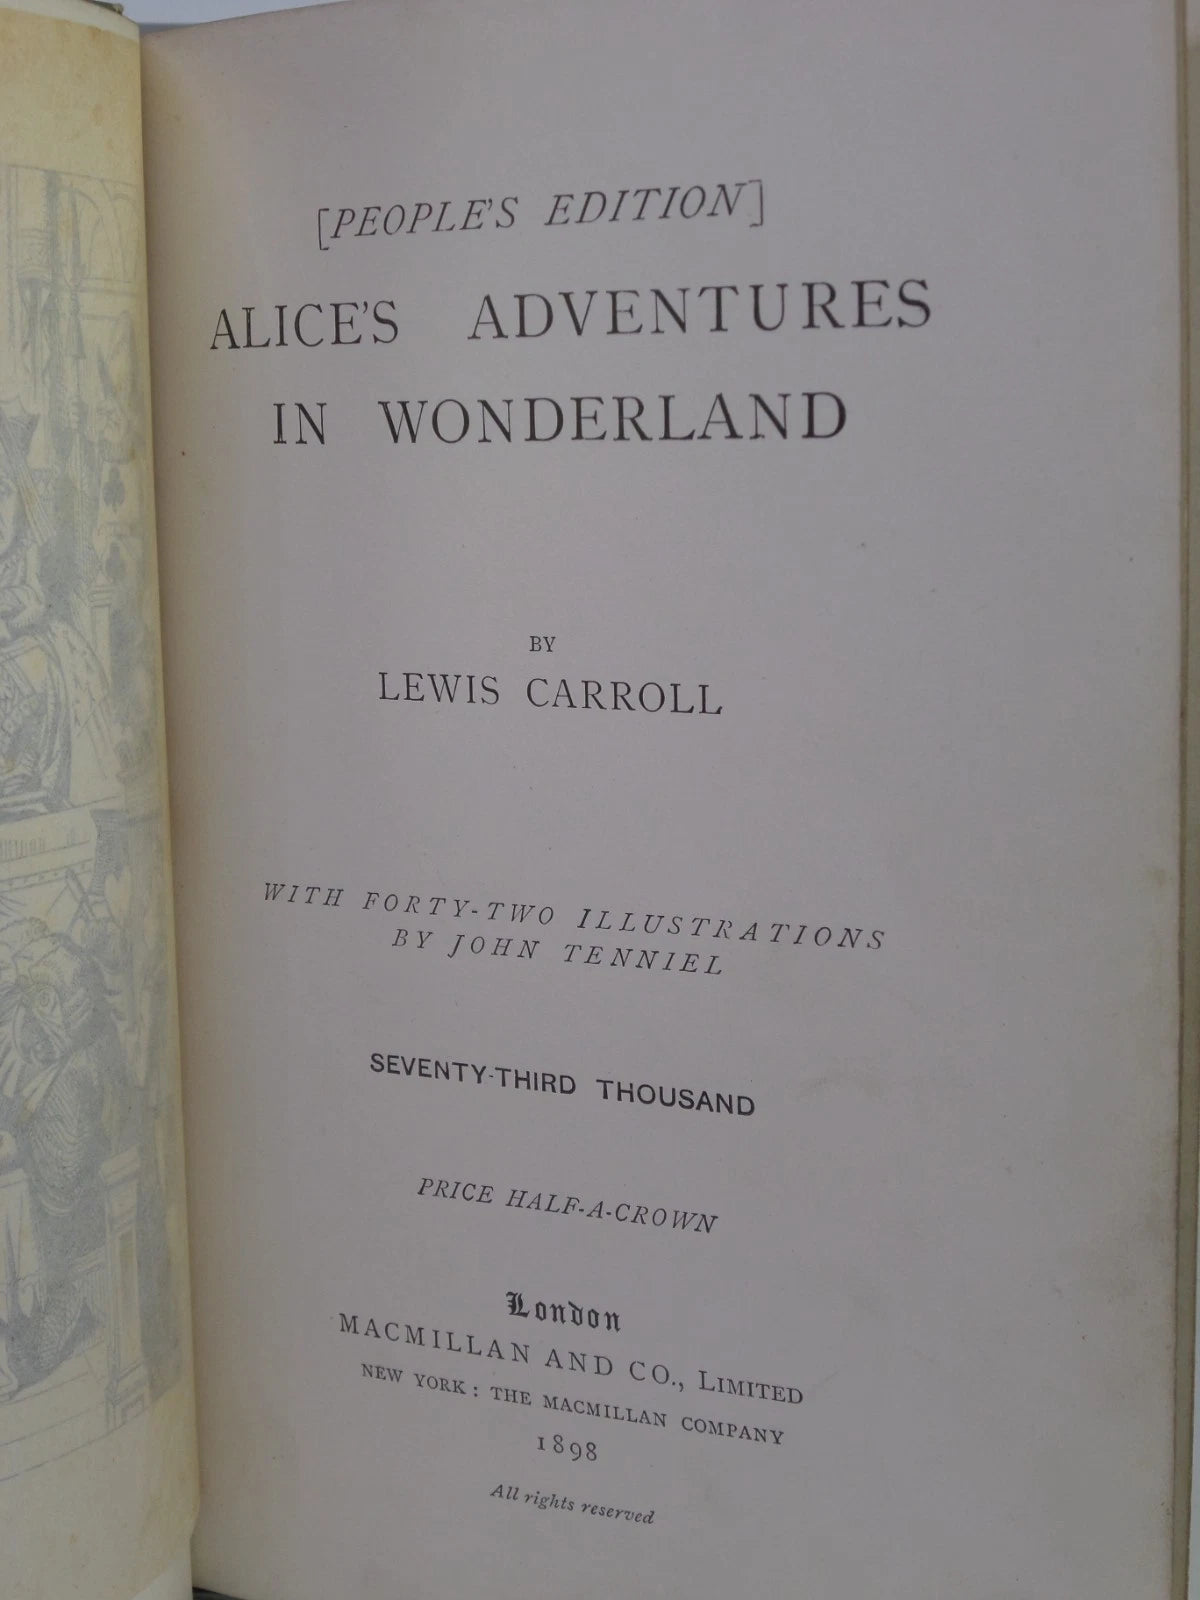 [PEOPLE'S EDITION]
ALICE'S ADVENTURES
IN WONDERLAND
BY
LEWIS CARROLL
WITH FORTY-TWO ILLUSTRATIONS
BY JOHN TENNIEL
SEVENTY-THIRD THOUSAND
PRICE HALF-A-CROWN
London
MACMILLAN AND CO., LIMITED
NEW YORK: THE MACMILLAN COMPANY
1898
All rights reserved